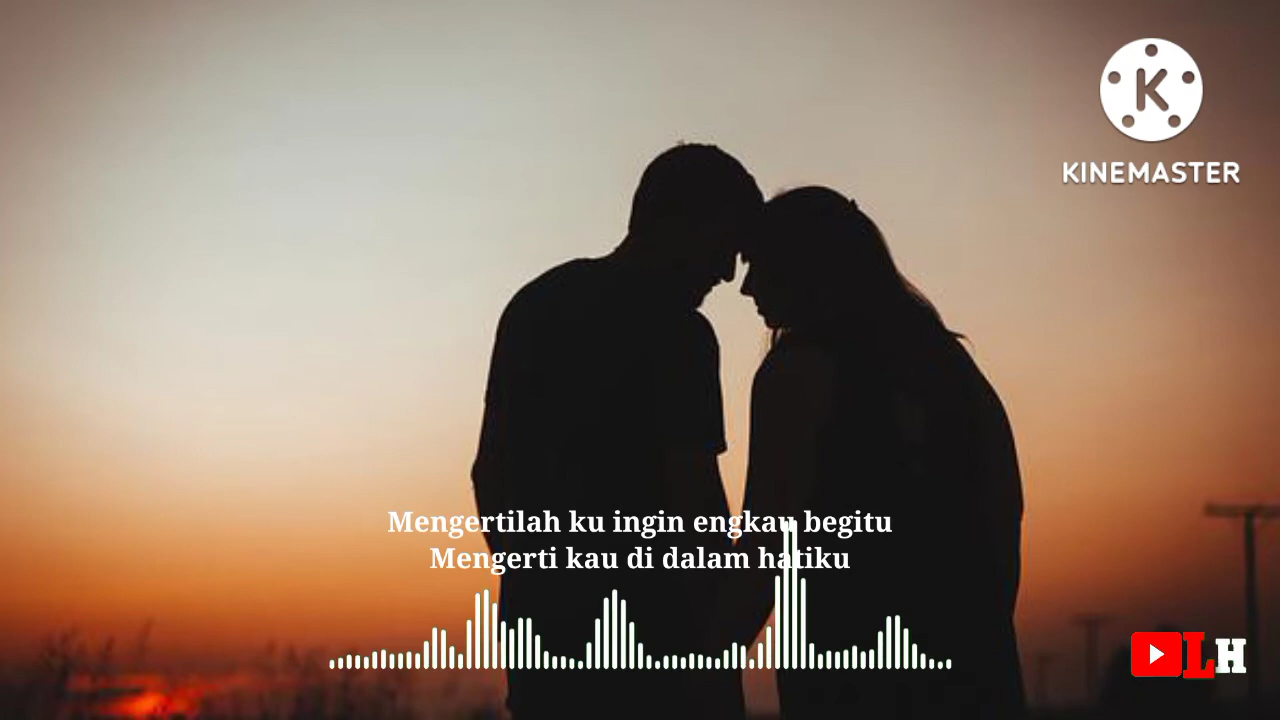 K
KINEMASTER
Mengertilah ku ingin engkau begitu
Mengerti kau di dalam hatiku
LH